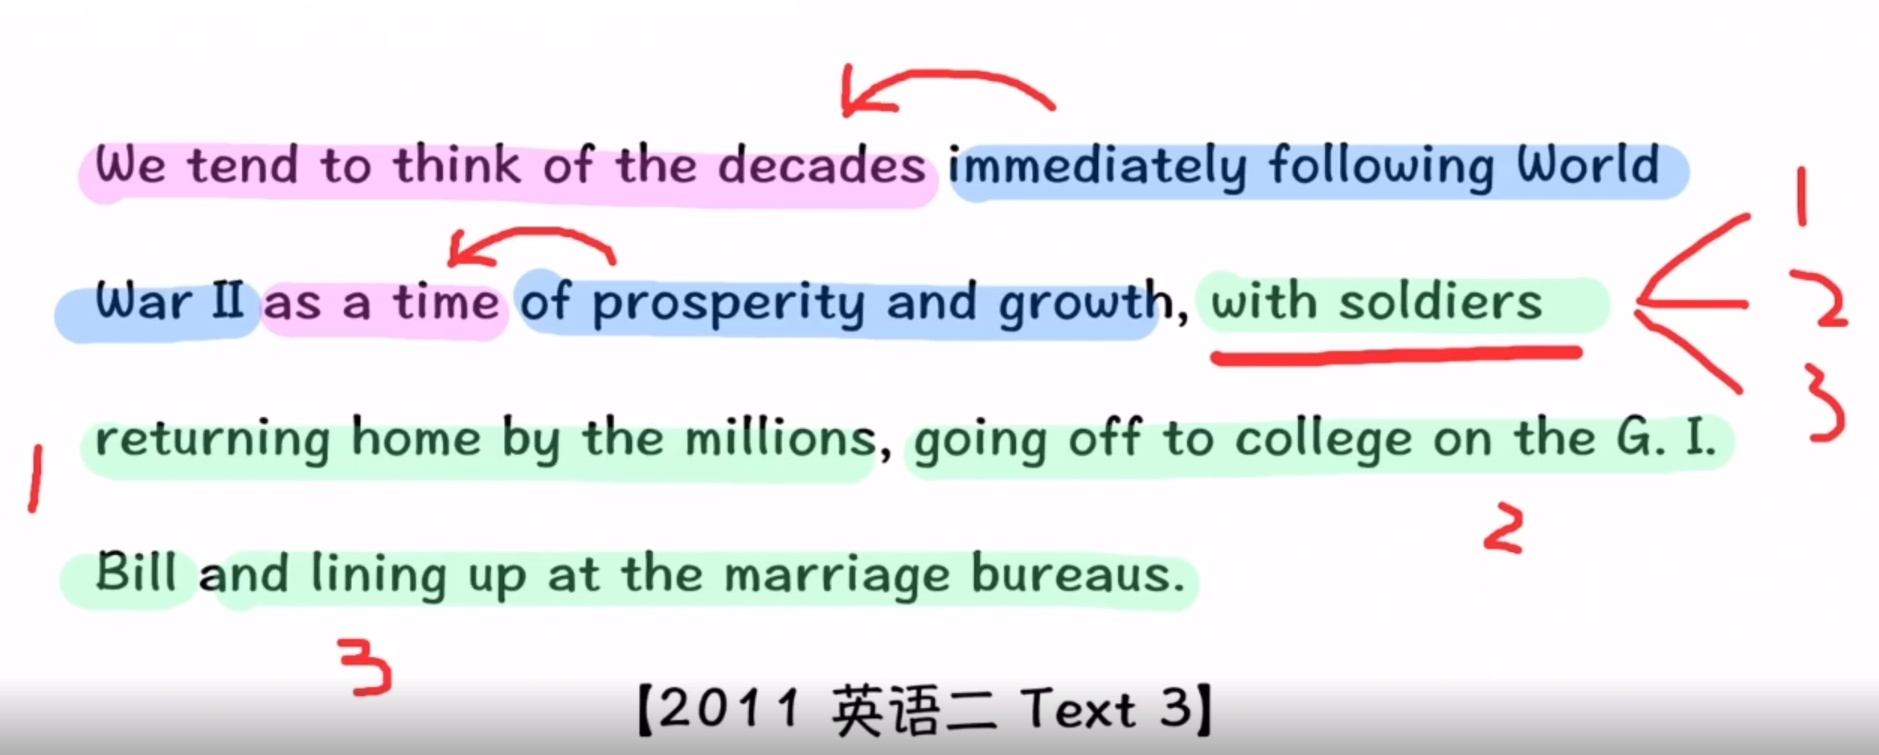 We tend to think of the decades immediately following World
1
War II as a time of prosperity and growth, with soldiers
2
3
returning home by the millions, going off to college on the G. I.
1
2
Bill and lining up at the marriage bureaus.
3
【2011 英语二 Text 3】